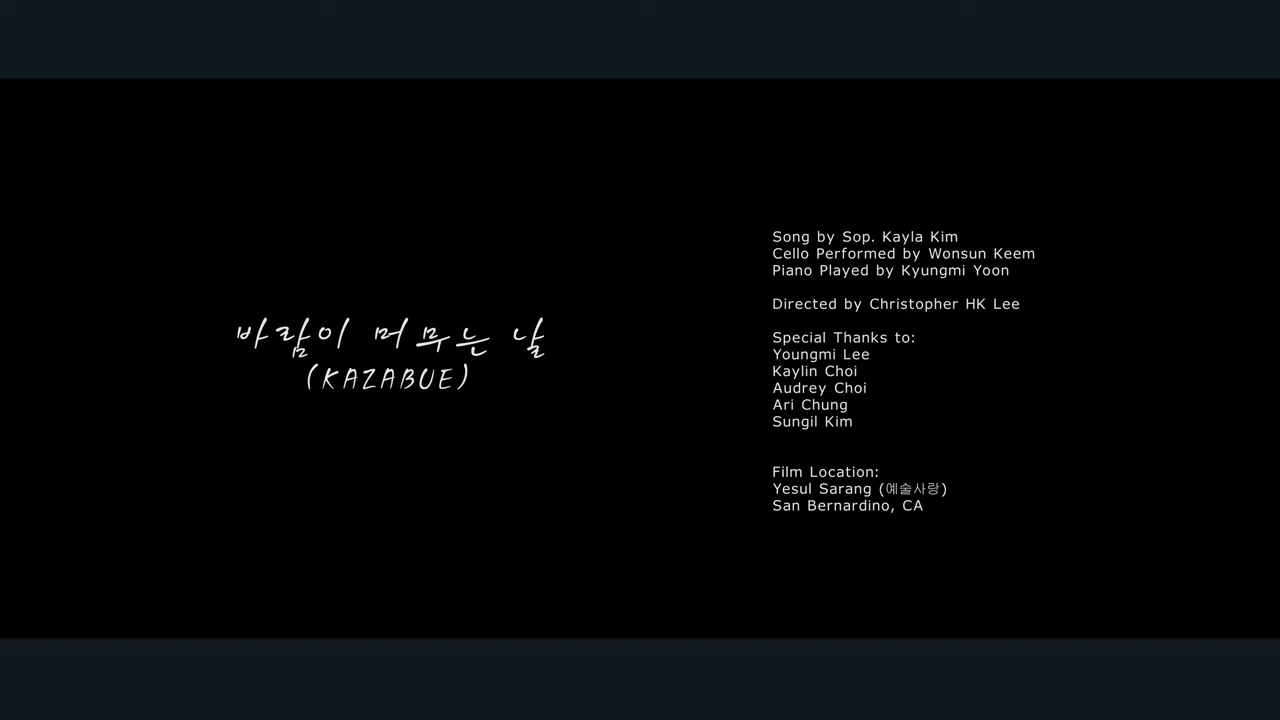 바람이 머무는 날
(KAZABUE)
Song by Sop. Kayla Kim
Cello Performed by Wonsun Keem
Piano Played by Kyungmi Yoon
Directed by Christopher HK Lee
Special Thanks to:
Youngmi Lee
Kaylin Choi
Audrey Choi
Ari Chung
Sungil Kim
Film Location:
Yesul Sarang (예술사랑)
San Bernardino, CA